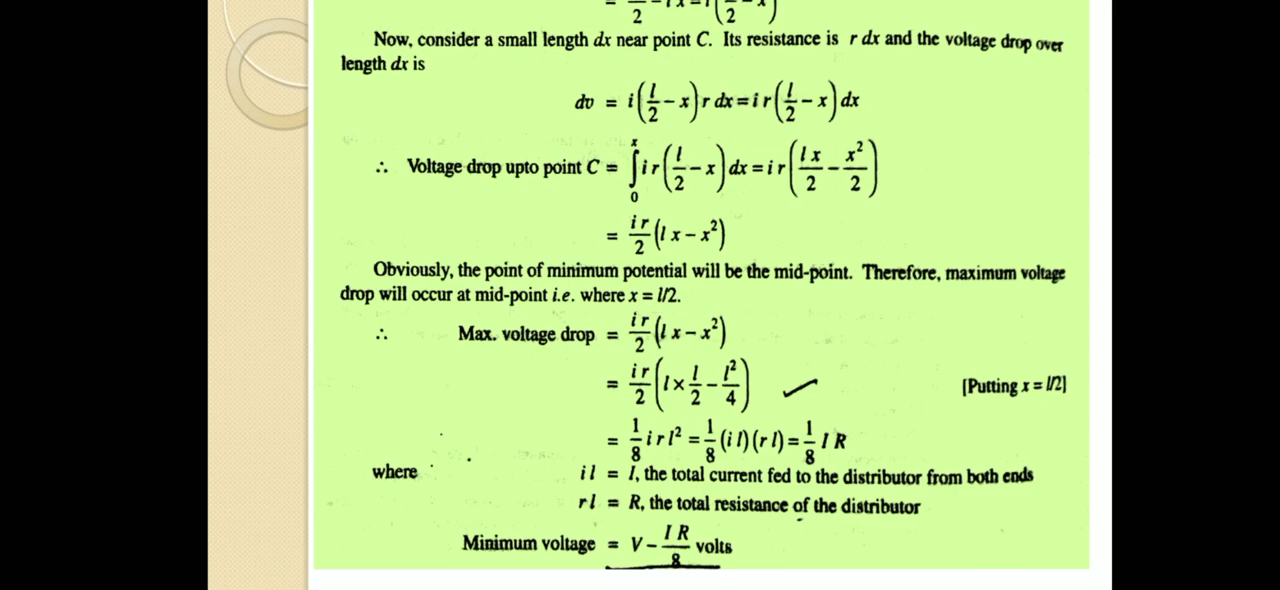 = il/2 − i x = i(l/2 − x)
Now, consider a small length dx near point C. Its resistance is r dx and the voltage drop over
length dx is
dv = i(l/2 − x) r dx = i r(l/2 − x) dx
∴ Voltage drop upto point C = ∫₀ˣ i r(l/2 − x) dx = i r(l x/2 − x²/2)
= i r/2 (l x − x²)
Obviously, the point of minimum potential will be the mid-point. Therefore, maximum voltage
drop will occur at mid-point i.e. where x = l/2.
∴ Max. voltage drop = i r/2 (l x − x²)
= i r/2 (l × l/2 − l²/4) [Putting x = l/2]
= 1/8 i r l² = 1/8 (i l) (r l) = 1/8 I R
where i l = I, the total current fed to the distributor from both ends
r l = R, the total resistance of the distributor
Minimum voltage = V − I R/8 volts